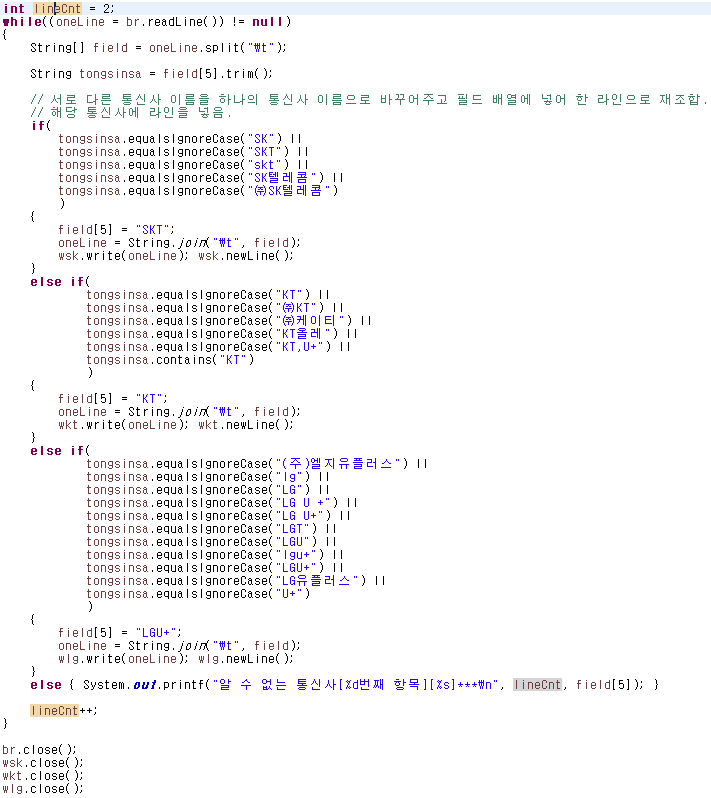 int lineCnt = 2;
while((oneLine = br.readLine()) != null)
{
    String[] field = oneLine.split("₩t");

    String tongsinsa = field[5].trim();

    // 서로 다른 통신사 이름을 하나의 통신사 이름으로 바꾸어주고 필드 배열에 넣어 한 라인으로 재조합.
    // 해당 통신사에 라인을 넣음.
    if(
        tongsinsa.equalsIgnoreCase("SK") ||
        tongsinsa.equalsIgnoreCase("SKT") ||
        tongsinsa.equalsIgnoreCase("skt") ||
        tongsinsa.equalsIgnoreCase("SK텔레콤") ||
        tongsinsa.equalsIgnoreCase("㈜SK텔레콤")
        )
    {
        field[5] = "SKT";
        oneLine = String.join("₩t", field);
        wsk.write(oneLine); wsk.newLine();
    }
    else if(
            tongsinsa.equalsIgnoreCase("KT") ||
            tongsinsa.equalsIgnoreCase("㈜KT") ||
            tongsinsa.equalsIgnoreCase("㈜케이티") ||
            tongsinsa.equalsIgnoreCase("KT올레") ||
            tongsinsa.equalsIgnoreCase("KT,U+") ||
            tongsinsa.contains("KT")
            )
    {
        field[5] = "KT";
        oneLine = String.join("₩t", field);
        wkt.write(oneLine); wkt.newLine();
    }
    else if(
            tongsinsa.equalsIgnoreCase("(주)엘지유플러스") ||
            tongsinsa.equalsIgnoreCase("lg") ||
            tongsinsa.equalsIgnoreCase("LG") ||
            tongsinsa.equalsIgnoreCase("LG U +") ||
            tongsinsa.equalsIgnoreCase("LG U+") ||
            tongsinsa.equalsIgnoreCase("LGT") ||
            tongsinsa.equalsIgnoreCase("LGU") ||
            tongsinsa.equalsIgnoreCase("lgu+") ||
            tongsinsa.equalsIgnoreCase("LGU+") ||
            tongsinsa.equalsIgnoreCase("LG유플러스") ||
            tongsinsa.equalsIgnoreCase("U+")
            )
    {
        field[5] = "LGU+";
        oneLine = String.join("₩t", field);
        wlg.write(oneLine); wlg.newLine();
    }
    else { System.out.printf("알 수 없는 통신사[%d번째 항목][%s]***₩n", lineCnt, field[5]); }

    lineCnt++;
}

br.close();
wsk.close();
wkt.close();
wlg.close();